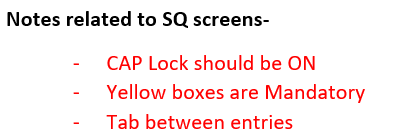 Notes related to SQ screens-
- CAP Lock should be ON
- Yellow boxes are Mandatory
- Tab between entries